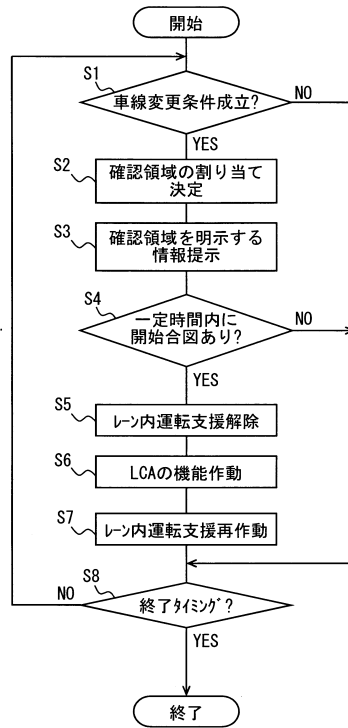 開始
S1
車線変更条件成立?
NO
YES
S2
確認領域の割り当て
決定
S3
確認領域を明示する
情報提示
S4
一定時間内に
開始合図あり?
NO
YES
S5
ﾚｰﾝ内運転支援解除
S6
LCAの機能作動
S7
ﾚｰﾝ内運転支援再作動
S8
NO
終了ﾀｲﾐﾝｸﾞ?
YES
終了